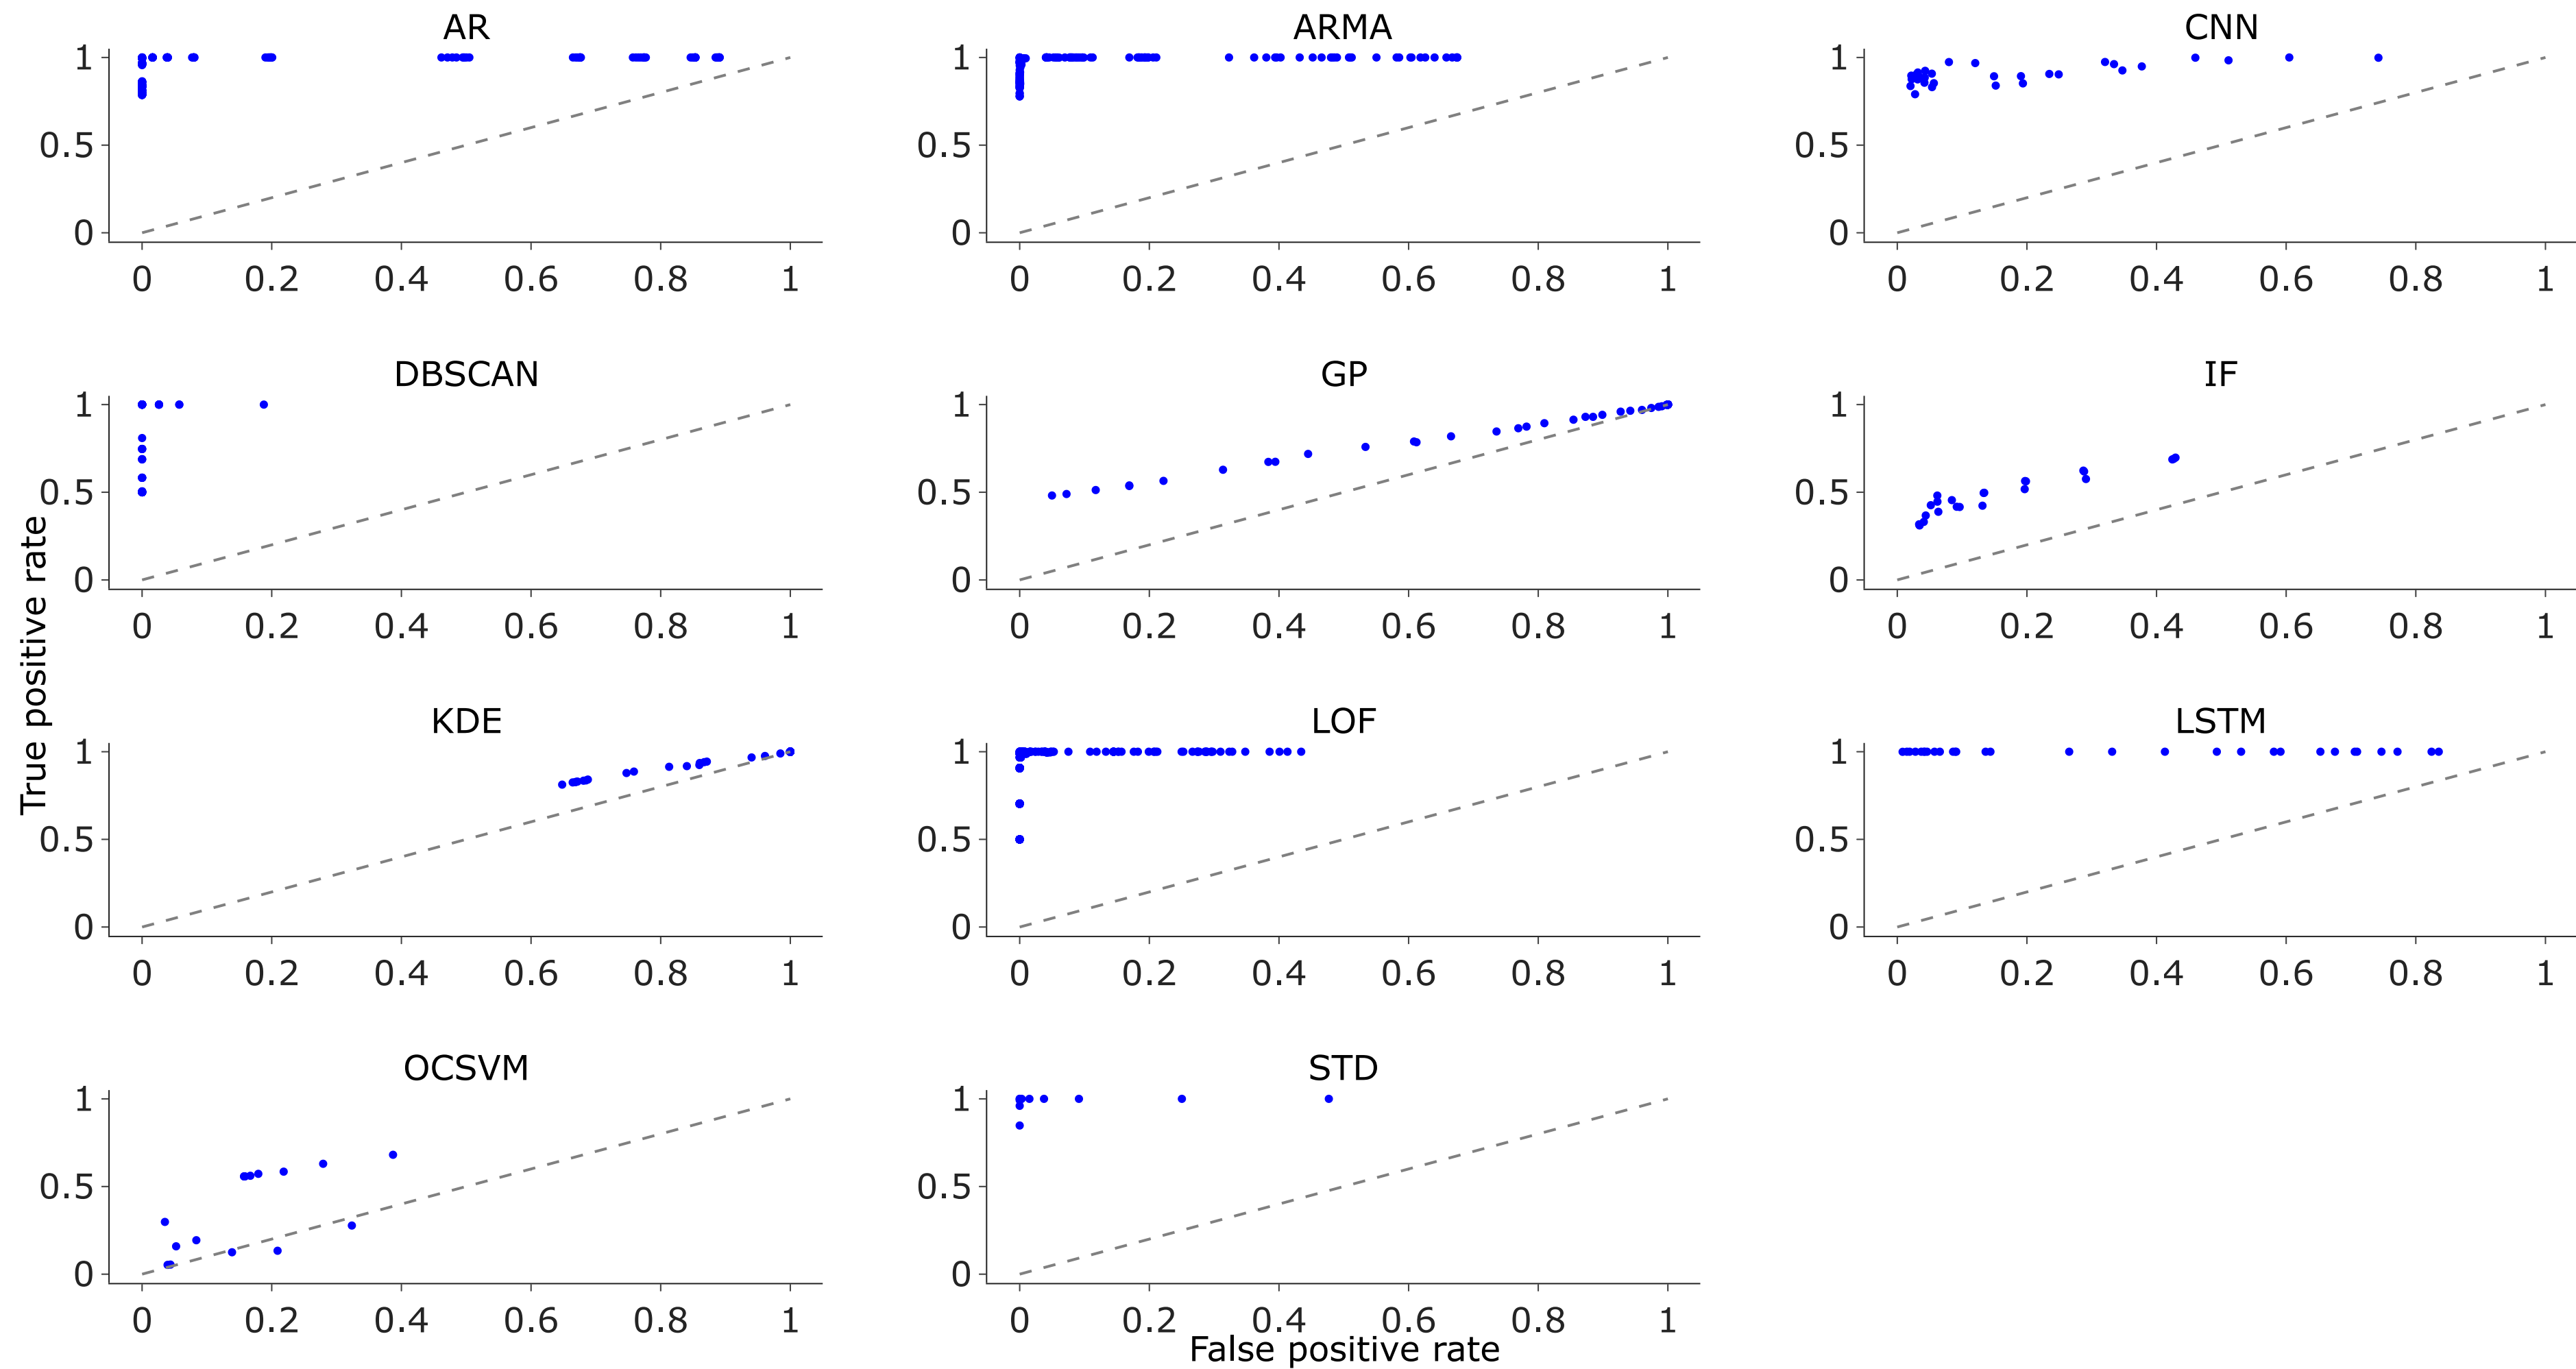 AR ARMA CNN
1 1 1
0.5 0.5 0.5
0 0 0
0 0.2 0.4 0.6 0.8 1 0 0.2 0.4 0.6 0.8 1 0 0.2 0.4 0.6 0.8 1
DBSCAN GP IF
1 1 1
0.5 0.5 0.5
0 0 0
0 0.2 0.4 0.6 0.8 1 0 0.2 0.4 0.6 0.8 1 0 0.2 0.4 0.6 0.8 1
True positive rate
KDE LOF LSTM
1 1 1
0.5 0.5 0.5
0 0 0
0 0.2 0.4 0.6 0.8 1 0 0.2 0.4 0.6 0.8 1 0 0.2 0.4 0.6 0.8 1
OCSVM STD
1 1
0.5 0.5
0 0
0 0.2 0.4 0.6 0.8 1 0 0.2 0.4 0.6 0.8 1
False positive rate